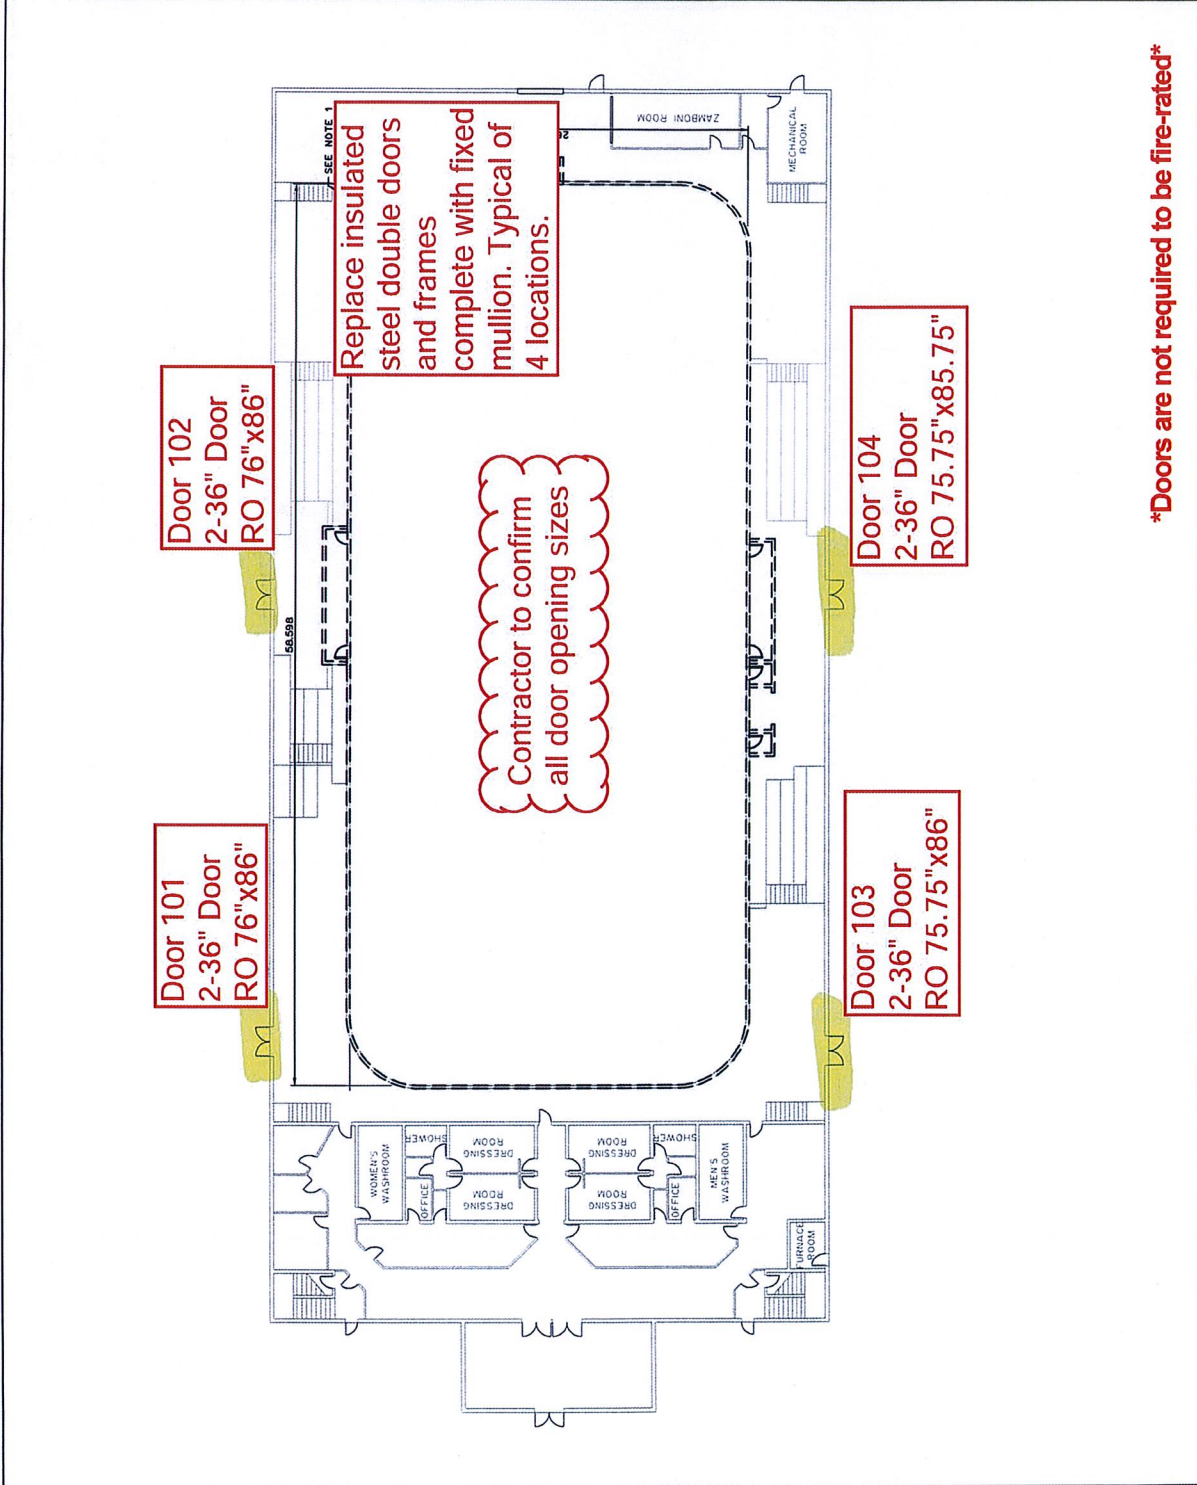 Door 101
2-36" Door
RO 76"x86"
Door 102
2-36" Door
RO 76"x86"
SEE NOTE 1
58.598
Replace insulated
steel double doors
and frames
complete with fixed
mullion. Typical of
4 locations.
Contractor to confirm
all door opening sizes
WOMEN'S
WASHROOM
SHOWER
OFFICE
DRESSING
ROOM
DRESSING
ROOM
DRESSING
ROOM
DRESSING
ROOM
SHOWER
OFFICE
MEN'S
WASHROOM
FURNACE
ROOM
ZAMBONI ROOM
MECHANICAL
ROOM
Door 103
2-36" Door
RO 75.75"x86"
Door 104
2-36" Door
RO 75.75"x85.75"
*Doors are not required to be fire-rated*